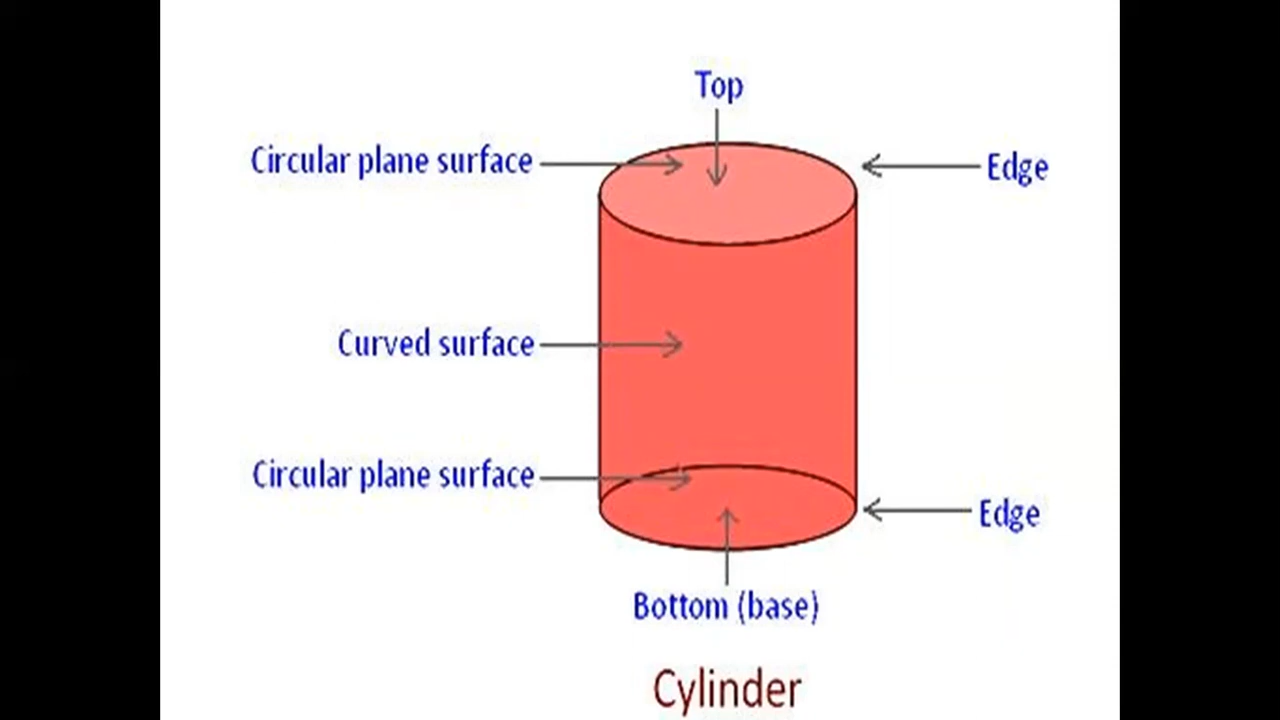 Top
Circular plane surface
Edge
Curved surface
Circular plane surface
Edge
Bottom (base)
Cylinder